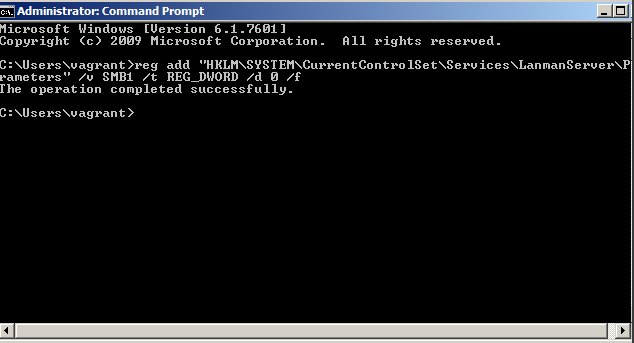 Administrator: Command Prompt
Microsoft Windows [Version 6.1.7601]
Copyright (c) 2009 Microsoft Corporation.  All rights reserved.
C:\Users\vagrant>reg add "HKLM\SYSTEM\CurrentControlSet\Services\LanmanServer\P
rameters" /v SMB1 /t REG_DWORD /d 0 /f
The operation completed successfully.
C:\Users\vagrant>